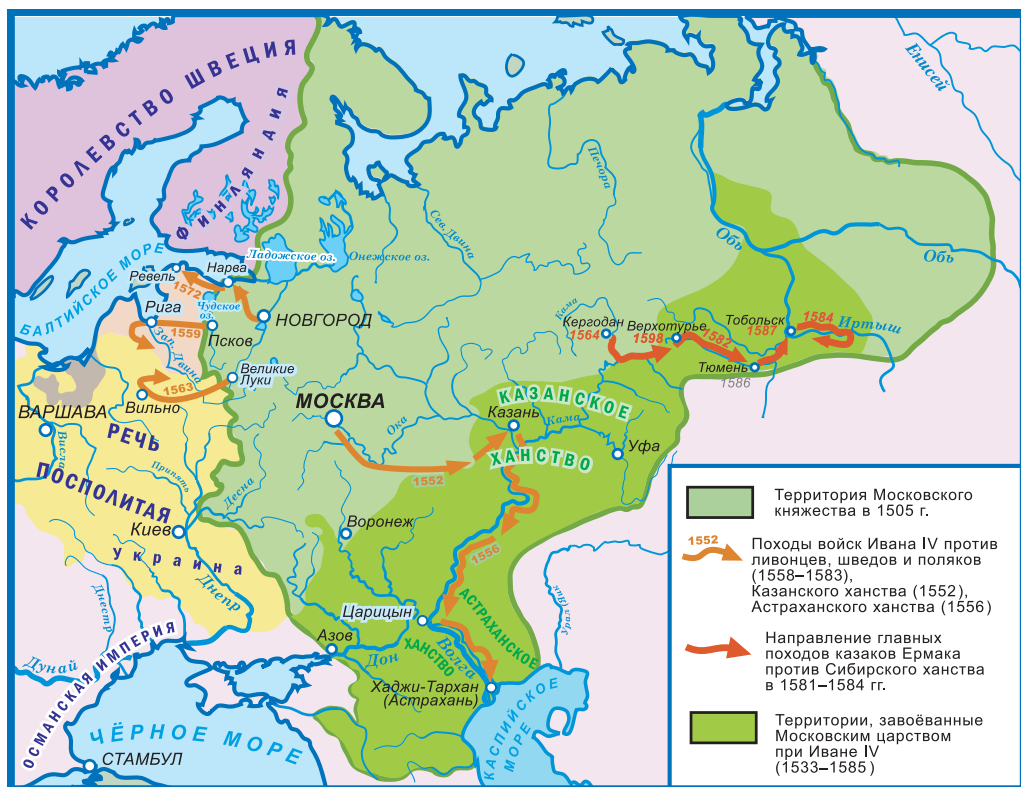 КОРОЛЕВСТВО ШВЕЦИЯ
ФИНЛЯНДИЯ
Енисей
Печора
Сев. Двина
Обь
Обь
БАЛТИЙСКОЕ МОРЕ
Ревель
Нарва
Ладожское оз.
Онежское оз.
1572
Чудское
оз.
Рига
1559
Псков
НОВГОРОД
Зап. Двина
Кама
Кергодан
1564
Верхотурье
1598
1582
Тобольск
1587
1584
Иртыш
Тюмень
1586
Великие
Луки
1563
Вильно
ВАРШАВА
МОСКВА
КАЗАНСКОЕ
ХАНСТВО
Казань
Кама
Ока
Уфа
1552
Висла
РЕЧЬ
ПОСПОЛИТАЯ
Припять
Десна
Киев
Украина
Днепр
Воронеж
1556
Днестр
Царицын
АСТРАХАНСКОЕ
ХАНСТВО
Урал/Яик
Азов
Дон
Волга
Дунай
Хаджи-Тархан
(Астрахань)
КАСПИЙСКОЕ
МОРЕ
ОСМАНСКАЯ ИМПЕРИЯ
ЧЁРНОЕ МОРЕ
СТАМБУЛ
Территория Московского
княжества в 1505 г.
1552
Походы войск Ивана IV против
ливонцев, шведов и поляков
(1558–1583),
Казанского ханства (1552),
Астраханского ханства (1556)
Направление главных
походов казаков Ермака
против Сибирского ханства
в 1581–1584 гг.
Территории, завоёванные
Московским царством
при Иване IV
(1533–1585)